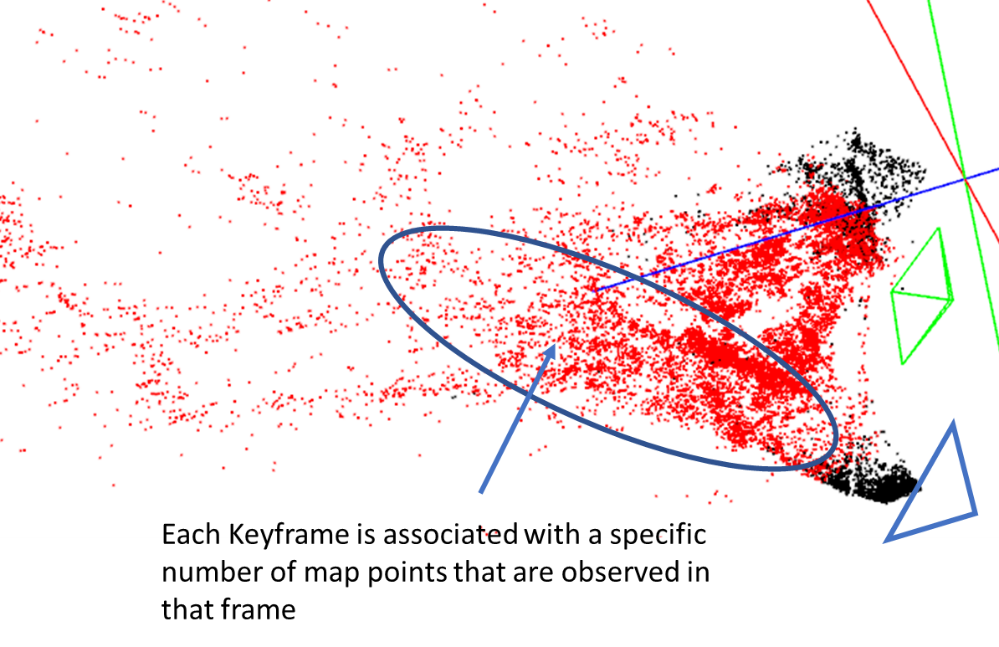 Each Keyframe is associated with a specific
number of map points that are observed in
that frame